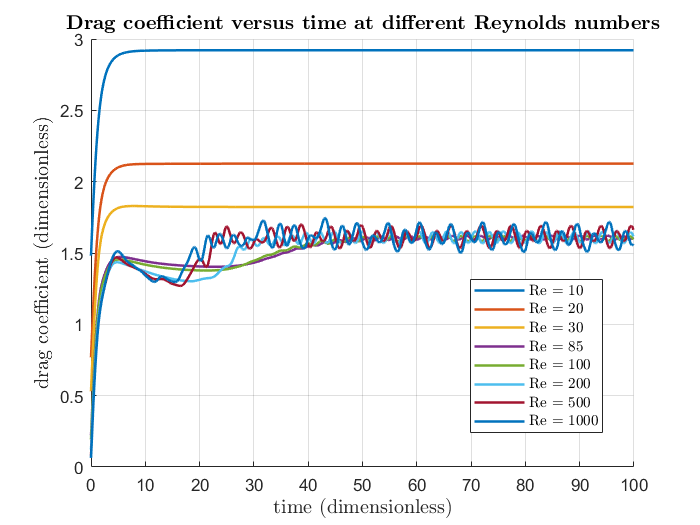 Drag coefficient versus time at different Reynolds numbers
3
2.5
2
1.5
1
0.5
0
drag coefficient (dimensionless)
Re = 10
Re = 20
Re = 30
Re = 85
Re = 100
Re = 200
Re = 500
Re = 1000
0 10 20 30 40 50 60 70 80 90 100
time (dimensionless)